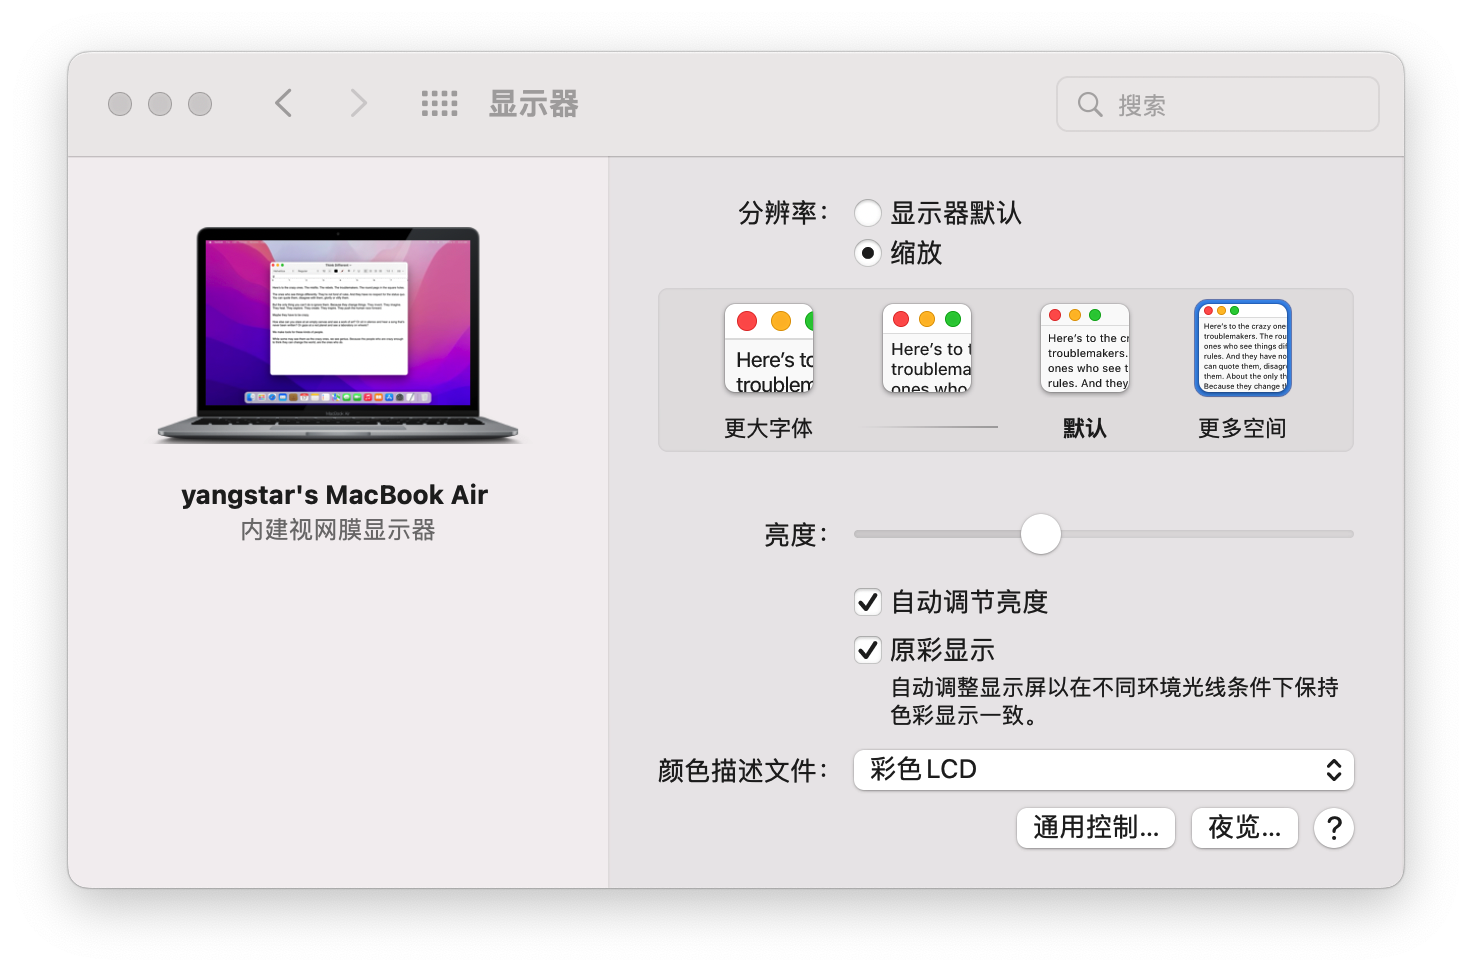 显示器
搜索
分辨率：
显示器默认
缩放
Here's to
troublem
Here's to t
troublema
ones who
Here's to the cr
troublemakers.
ones who see t
rules. And they
Here's to the crazy one
troublemakers. The rou
ones who see things dif
rules. And they have no
can quote them, disagre
them. About the only th
Because they change th
更大字体
默认
更多空间
yangstar's MacBook Air
内建视网膜显示器
亮度：
自动调节亮度
原彩显示
自动调整显示屏以在不同环境光线条件下保持
色彩显示一致。
颜色描述文件：
彩色 LCD
通用控制...
夜览...
?